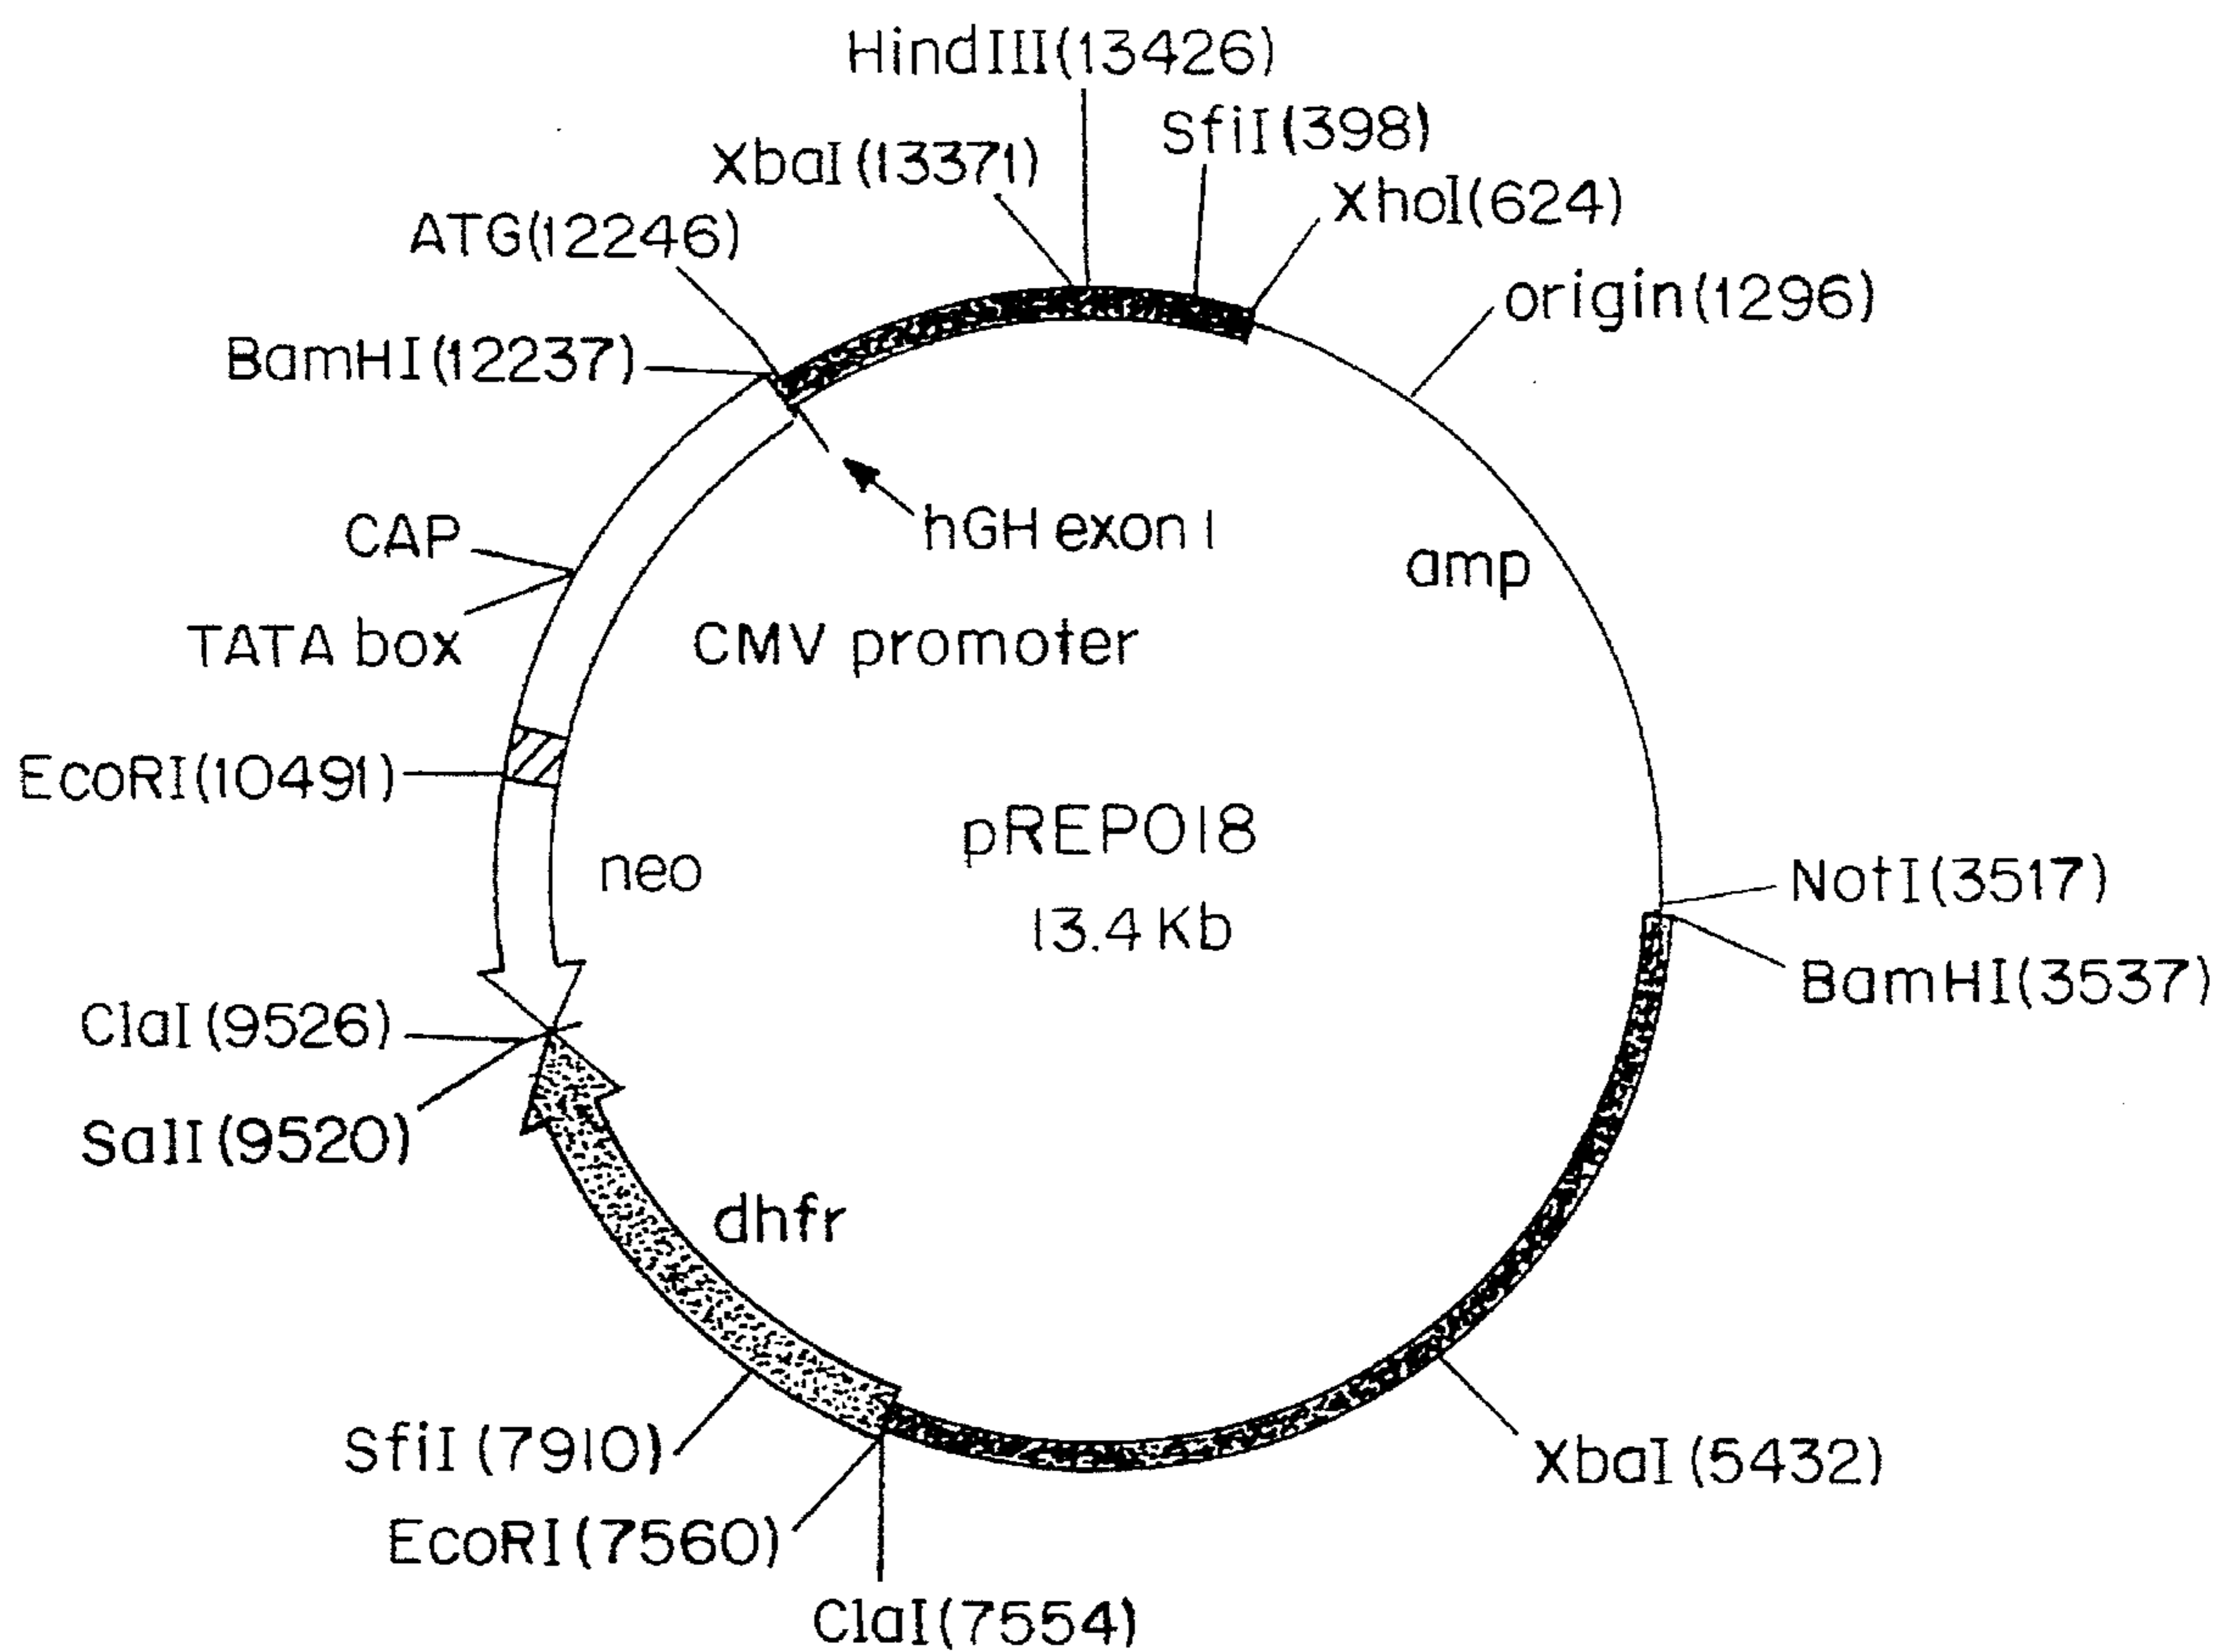 HindIII(13426)
SfiI(398)
XbaI(13371)
XhoI(624)
ATG(12246)
origin(1296)
BamHI(12237)
hGH exon 1
CAP
amp
TATA box
CMV promoter
EcoRI(10491)
pREPO18
neo
NotI(3517)
13.4 Kb
BamHI(3537)
ClaI(9526)
SalI(9520)
dhfr
SfiI(7910)
XbaI(5432)
EcoRI(7560)
ClaI(7554)